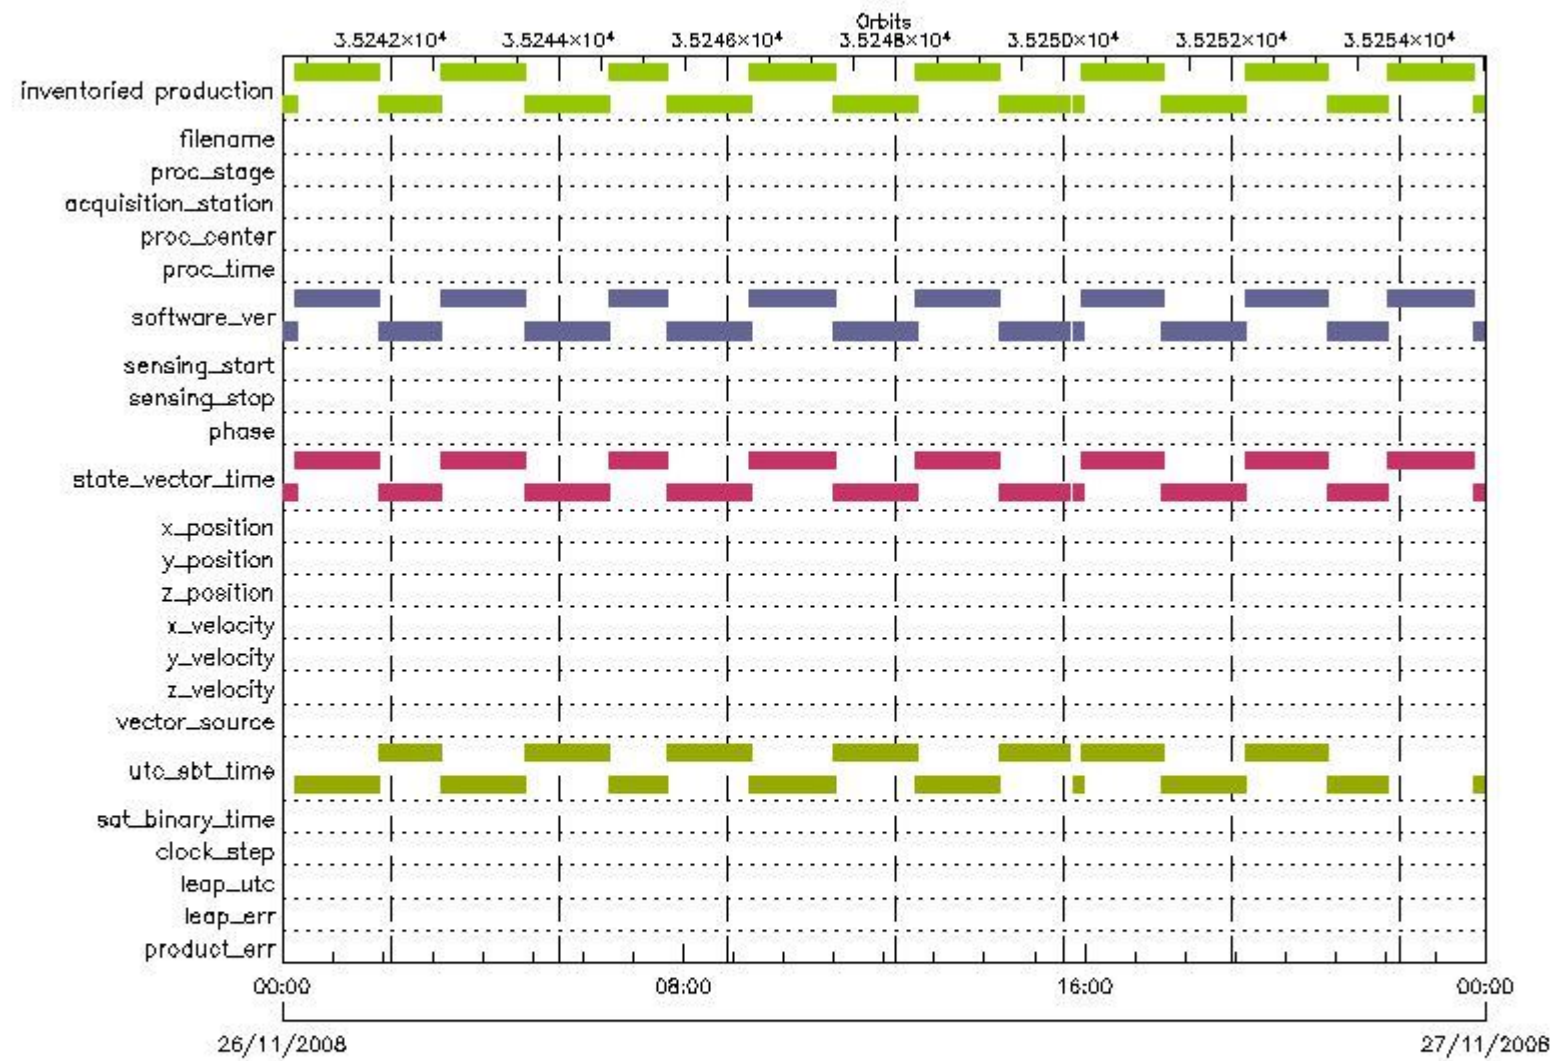 Orbits
3.5242×10⁴ 3.5244×10⁴ 3.5246×10⁴ 3.5248×10⁴ 3.5250×10⁴ 3.5252×10⁴ 3.5254×10⁴
inventoried production
filename
proc_stage
acquisition_station
proc_center
proc_time
software_ver
sensing_start
sensing_stop
phase
state_vector_time
x_position
y_position
z_position
x_velocity
y_velocity
z_velocity
vector_source
utc_sbt_time
sat_binary_time
clock_step
leap_utc
leap_err
product_err
00:00 08:00 16:00 00:00
26/11/2008 27/11/2008